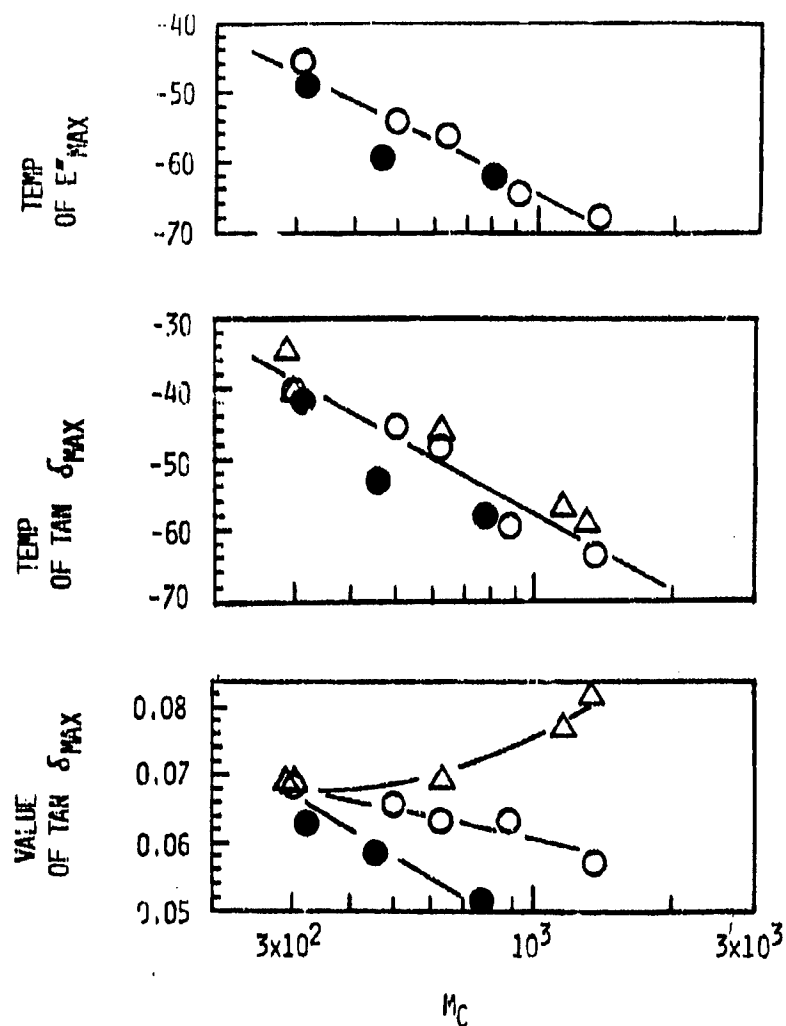 -40
-50
-60
-70
TEMP
OF E"MAX
-30
-40
-50
-60
-70
TEMP
OF TAN δMAX
0.08
0.07
0.06
0.05
VALUE
OF TAN δMAX
3x10² 10³ 3x10³
MC